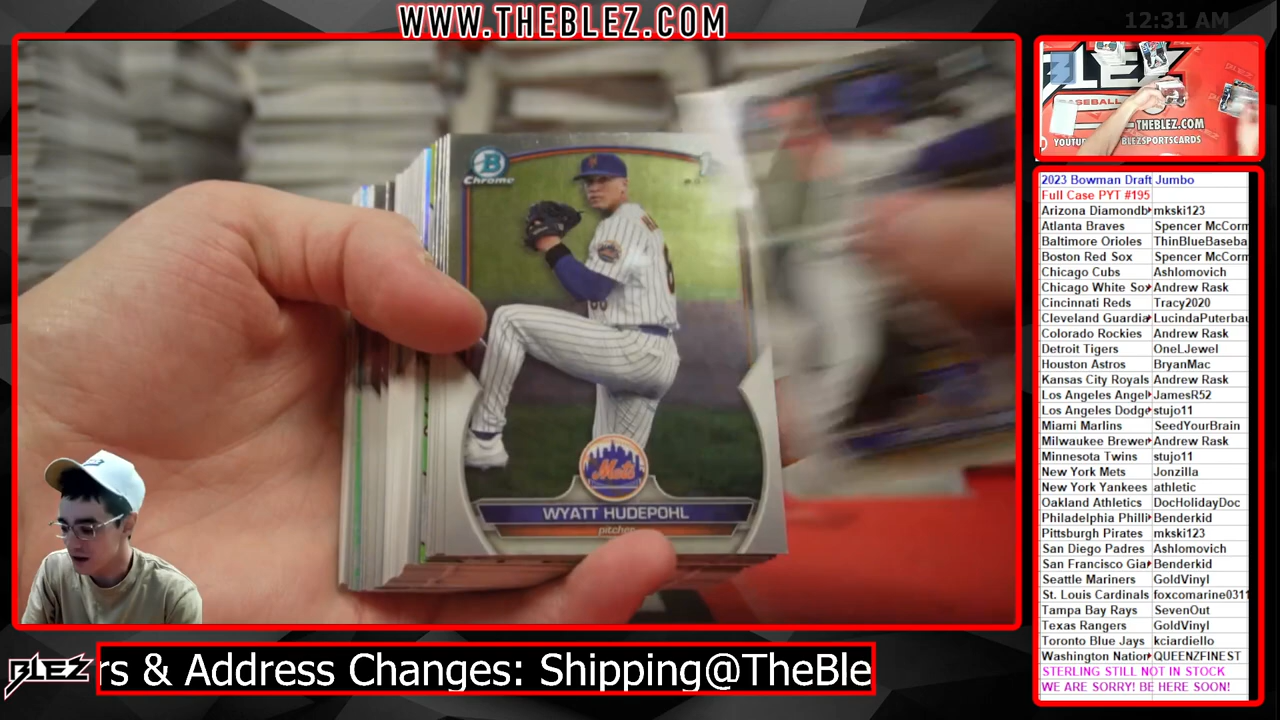 WWW.THEBLEZ.COM
12:31 AM
BLEZ
BASEBALL
THEBLEZ.COM
BLEZSPORTSCARDS
B
Chrome
Mets
WYATT HUDEPOHL
pitcher
2023 Bowman Draft Jumbo
Full Case PYT #195
Arizona Diamondb mkski123
Atlanta Braves Spencer McCorm
Baltimore Orioles ThinBlueBaseba
Boston Red Sox Spencer McCorm
Chicago Cubs Ashlomovich
Chicago White Sox Andrew Rask
Cincinnati Reds Tracy2020
Cleveland Guardia LucindaPuterbau
Colorado Rockies Andrew Rask
Detroit Tigers OneLJewel
Houston Astros BryanMac
Kansas City Royals Andrew Rask
Los Angeles Angel JamesR52
Los Angeles Dodge stujo11
Miami Marlins SeedYourBrain
Milwaukee Brewer Andrew Rask
Minnesota Twins stujo11
New York Mets Jonzilla
New York Yankees athletic
Oakland Athletics DocHolidayDoc
Philadelphia Philli Benderkid
Pittsburgh Pirates mkski123
San Diego Padres Ashlomovich
San Francisco Gia Benderkid
Seattle Mariners GoldVinyl
St. Louis Cardinals foxcomarine0311
Tampa Bay Rays SevenOut
Texas Rangers GoldVinyl
Toronto Blue Jays kciardiello
Washington Nation QUEENZFINEST
STERLING STILL NOT IN STOCK
WE ARE SORRY! BE HERE SOON!
BLEZ
rs & Address Changes: Shipping@TheBle